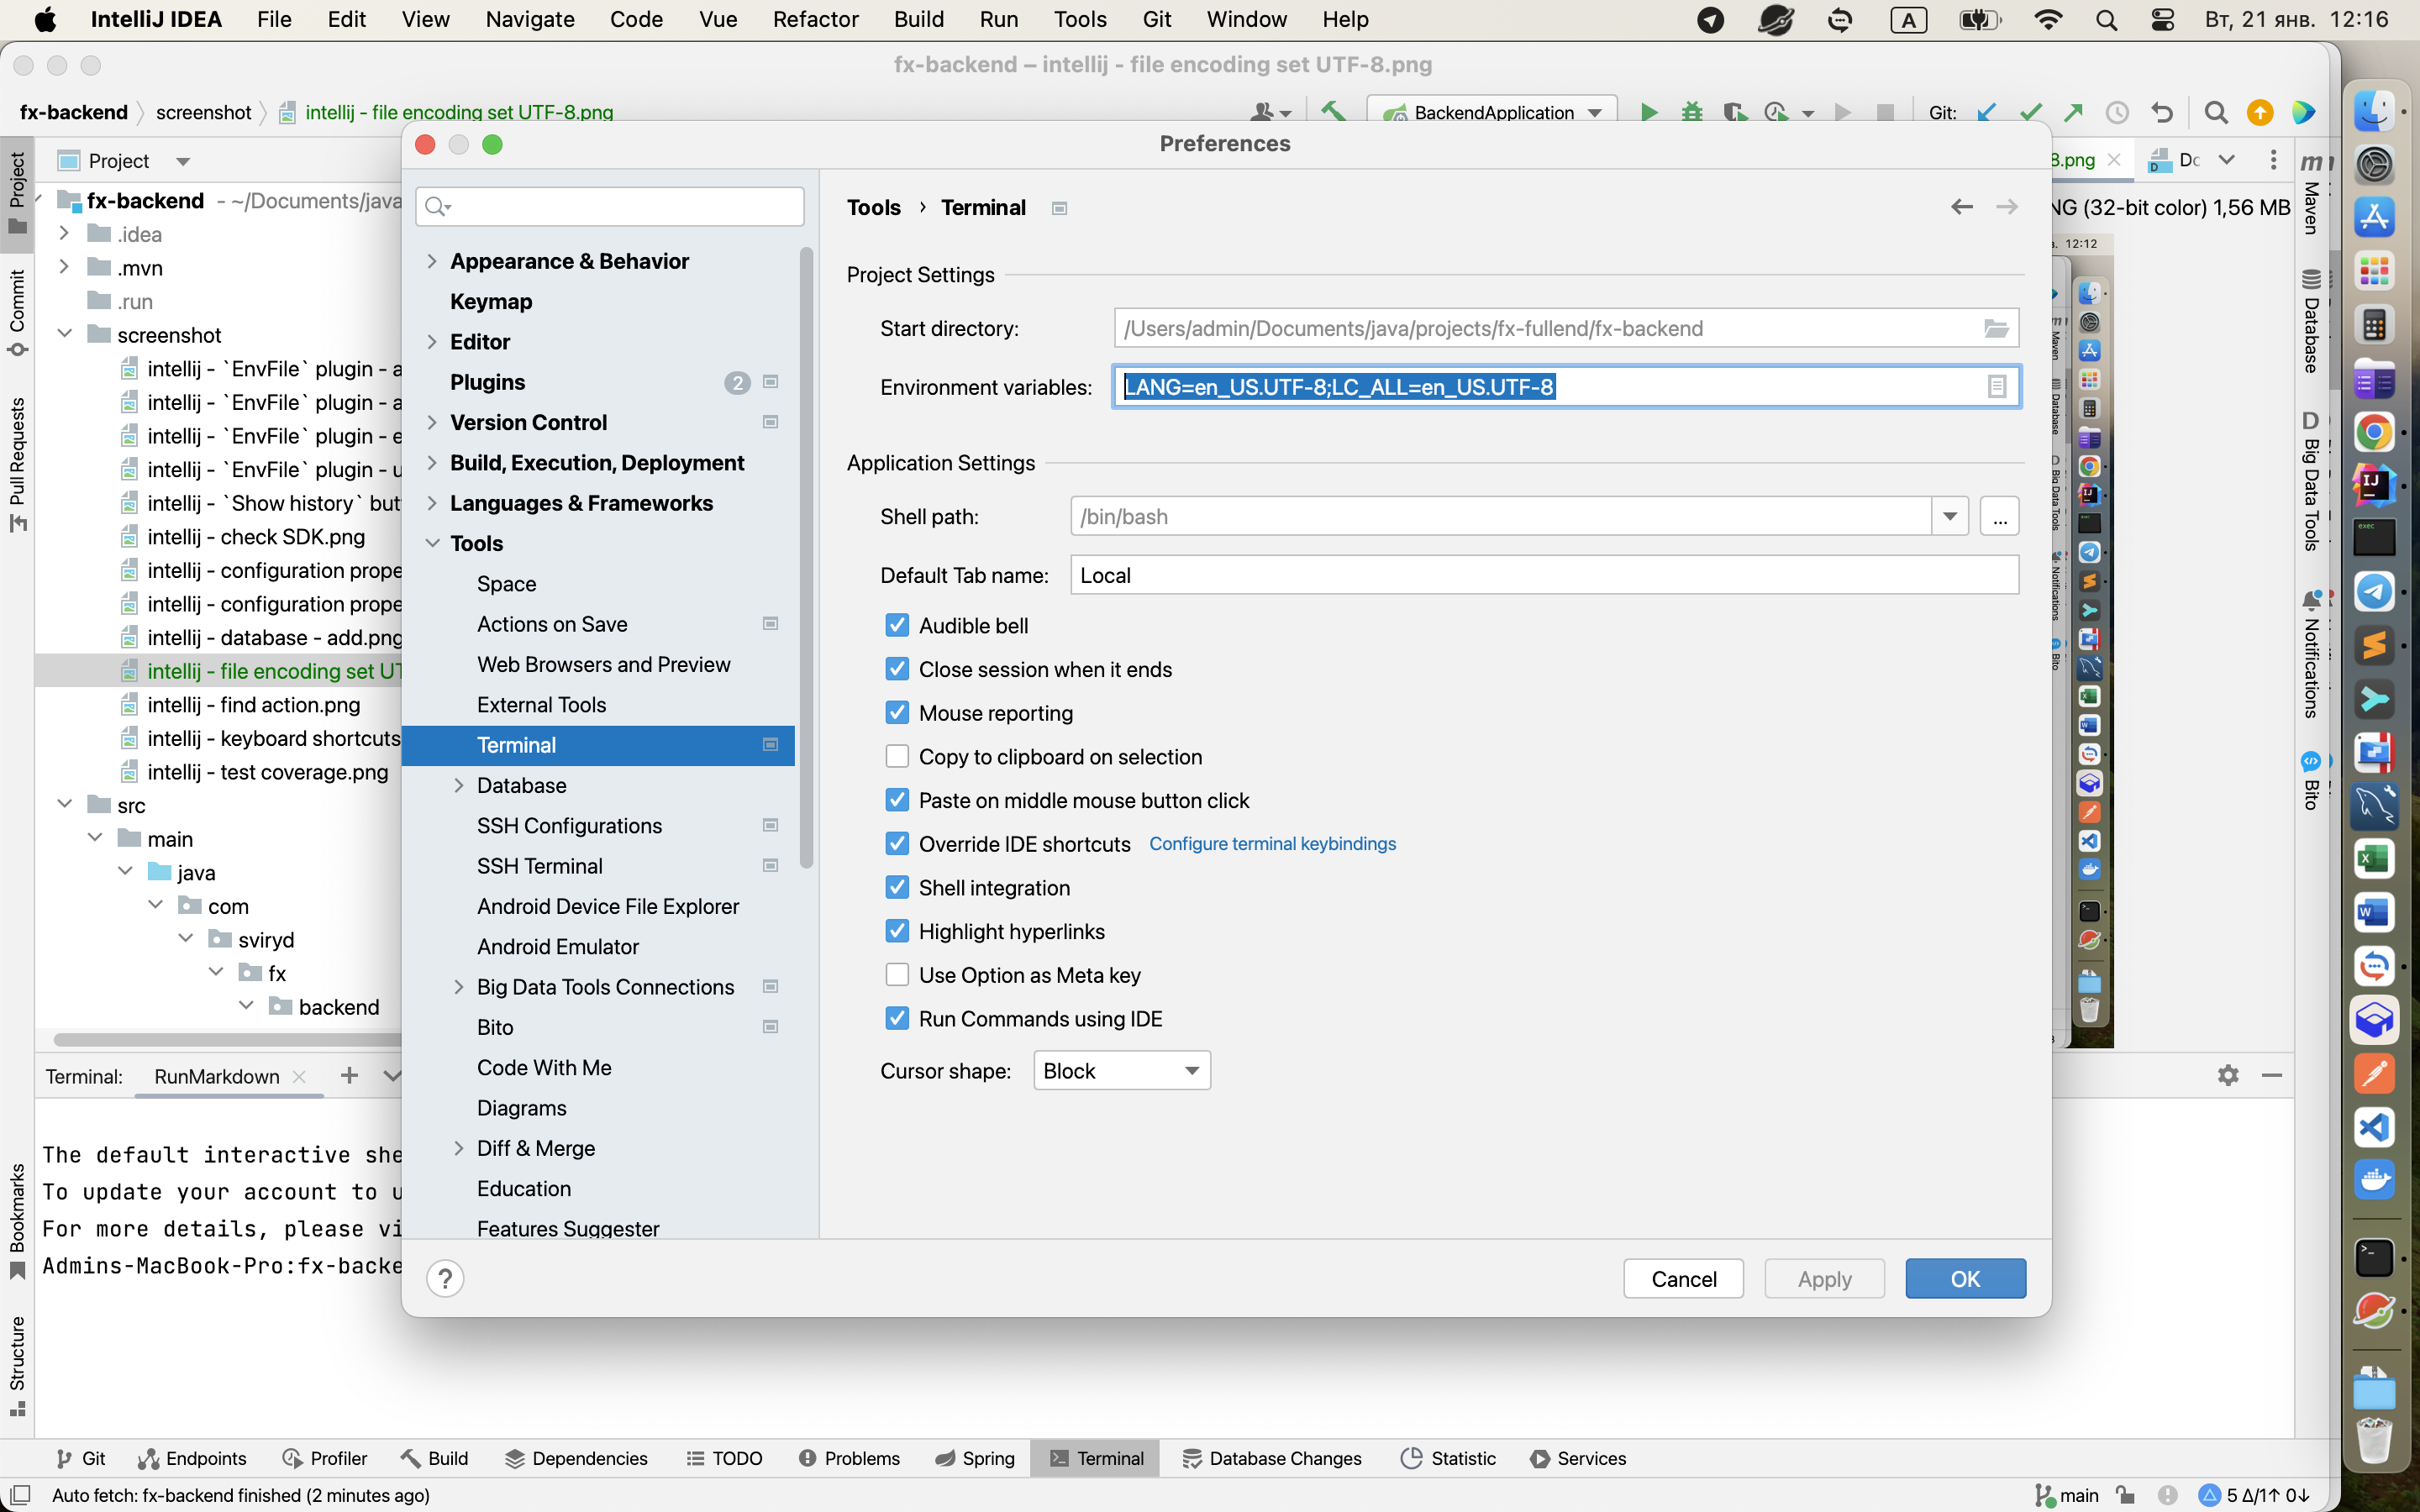 IntelliJ IDEA File Edit View Navigate Code Vue Refactor Build Run Tools Git Window Help A Вт, 21 янв. 12:16
fx-backend – intellij - file encoding set UTF-8.png
fx-backend screenshot intellij - file encoding set UTF-8.png BackendApplication Git:
Project
Project
Commit
Pull Requests
Bookmarks
Structure
fx-backend - ~/Documents/java
.idea
.mvn
.run
screenshot
intellij - `EnvFile` plugin - a
intellij - `EnvFile` plugin - a
intellij - `EnvFile` plugin - e
intellij - `EnvFile` plugin - u
intellij - `Show history` but
intellij - check SDK.png
intellij - configuration prope
intellij - configuration prope
intellij - database - add.png
intellij - file encoding set UT
intellij - find action.png
intellij - keyboard shortcuts
intellij - test coverage.png
src
main
java
com
sviryd
fx
backend
Preferences
Appearance & Behavior
Keymap
Editor
Plugins 2
Version Control
Build, Execution, Deployment
Languages & Frameworks
Tools
Space
Actions on Save
Web Browsers and Preview
External Tools
Terminal
Database
SSH Configurations
SSH Terminal
Android Device File Explorer
Android Emulator
Big Data Tools Connections
Bito
Code With Me
Diagrams
Diff & Merge
Education
Features Suggester
Tools › Terminal
Project Settings
Start directory: /Users/admin/Documents/java/projects/fx-fullend/fx-backend
Environment variables: LANG=en_US.UTF-8;LC_ALL=en_US.UTF-8
Application Settings
Shell path: /bin/bash ...
Default Tab name: Local
Audible bell
Close session when it ends
Mouse reporting
Copy to clipboard on selection
Paste on middle mouse button click
Override IDE shortcuts Configure terminal keybindings
Shell integration
Highlight hyperlinks
Use Option as Meta key
Run Commands using IDE
Cursor shape: Block
? Cancel Apply OK
8.png Dc
NG (32-bit color) 1,56 MB
12:12
Maven
Database
Big Data Tools
Notifications
Bito
Maven
Database
Big Data Tools
Notifications
Bito
Terminal: RunMarkdown
The default interactive she
To update your account to u
For more details, please vi
Admins-MacBook-Pro:fx-backe
Git Endpoints Profiler Build Dependencies TODO Problems Spring Terminal Database Changes Statistic Services
Auto fetch: fx-backend finished (2 minutes ago) main 5 Δ/1↑ 0↓